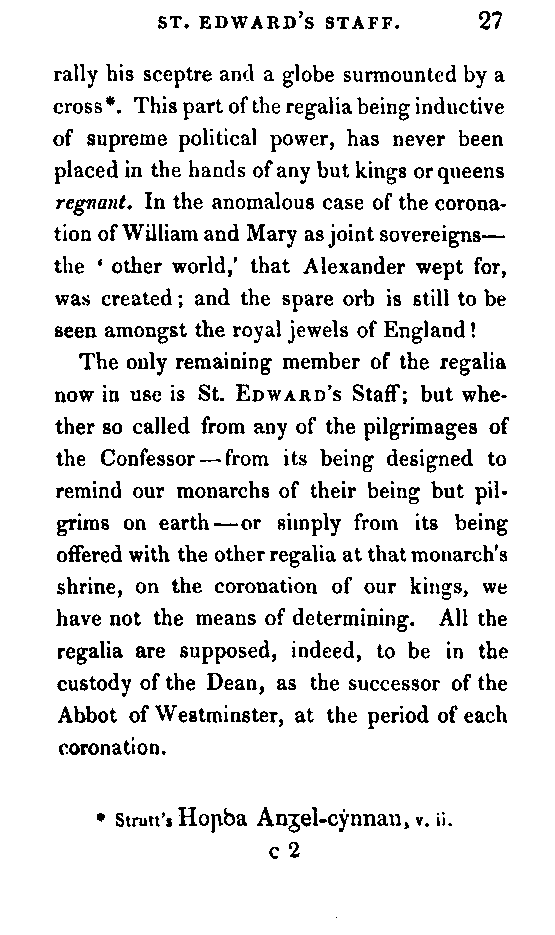 ST. EDWARD'S STAFF. 27
rally his sceptre and a globe surmounted by a
cross*. This part of the regalia being inductive
of supreme political power, has never been
placed in the hands of any but kings or queens
regnant. In the anomalous case of the corona-
tion of William and Mary as joint sovereigns—
the ‘ other world,’ that Alexander wept for,
was created ; and the spare orb is still to be
seen amongst the royal jewels of England !
The only remaining member of the regalia
now in use is St. EDWARD'S Staff; but whe-
ther so called from any of the pilgrimages of
the Confessor—from its being designed to
remind our monarchs of their being but pil-
grims on earth—or simply from its being
offered with the other regalia at that monarch's
shrine, on the coronation of our kings, we
have not the means of determining. All the
regalia are supposed, indeed, to be in the
custody of the Dean, as the successor of the
Abbot of Westminster, at the period of each
coronation.
* Strutt's Hoꞃba Anᵹel-cẏnnan, v. ii.
C 2